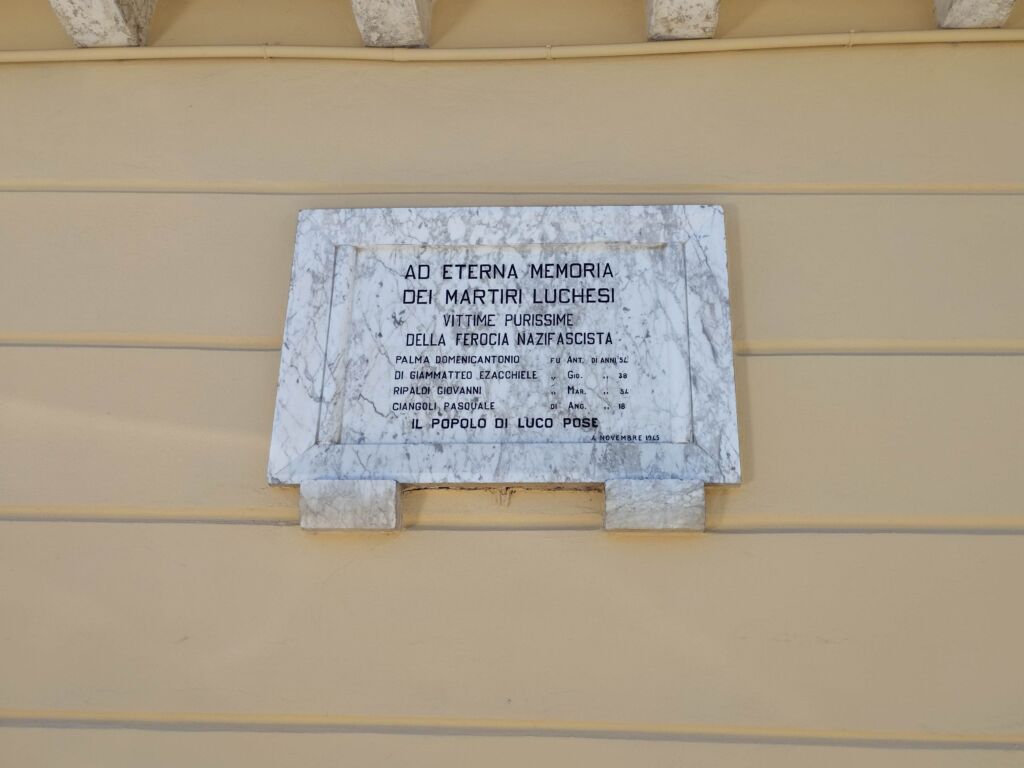 AD ETERNA MEMORIA
DEI MARTIRI LUCHESI
VITTIME PURISSIME
DELLA FEROCIA NAZIFASCISTA
PALMA DOMENICANTONIO FU ANT. DI ANNI 54
DI GIAMMATTEO EZACCHIELE „ GIO. „ 38
RIPALDI GIOVANNI „ MAR. „ 54
CIANGOLI PASQUALE DI ANG. „ 18
IL POPOLO DI LUCO POSE
4 NOVEMBRE 1945